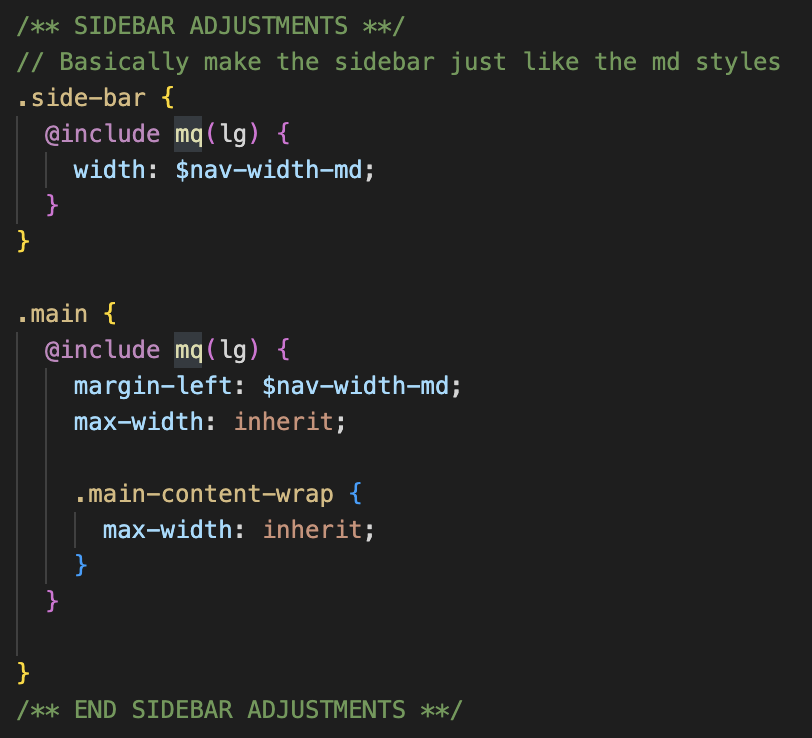 /** SIDEBAR ADJUSTMENTS **/
// Basically make the sidebar just like the md styles
.side-bar {
  @include mq(lg) {
    width: $nav-width-md;
  }
}

.main {
  @include mq(lg) {
    margin-left: $nav-width-md;
    max-width: inherit;

    .main-content-wrap {
      max-width: inherit;
    }
  }

}
/** END SIDEBAR ADJUSTMENTS **/